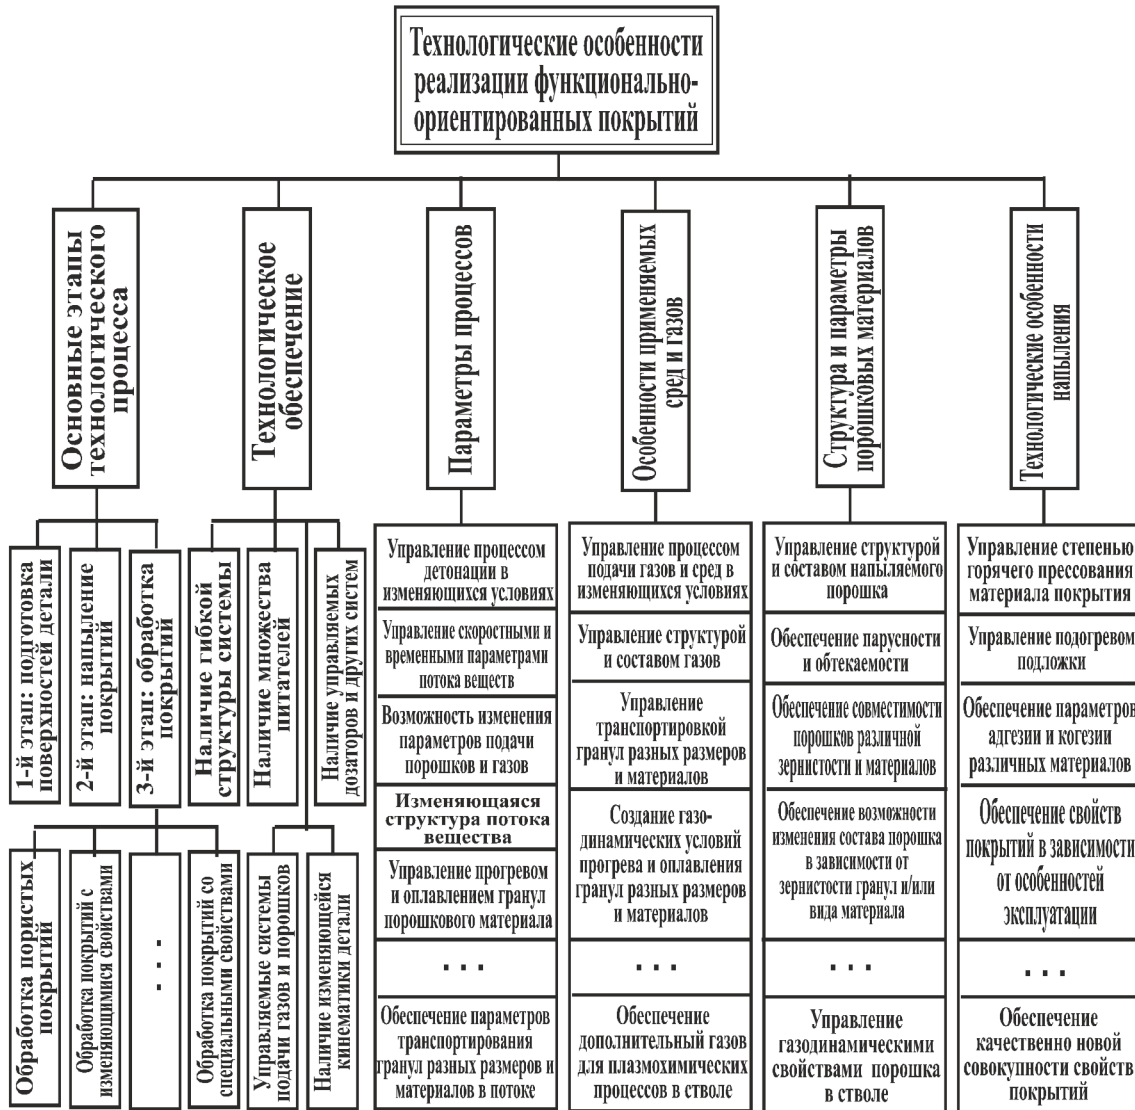 Технологические особенности
реализации функционально-
ориентированных покрытий
Основные этапы
технологического
процесса
Технологическое
обеспечение
Параметры процессов
Особенности применяемых
сред и газов
Структура и параметры
порошковых материалов
Технологические особенности
напыления
1-й этап: подготовка
поверхностей детали
2-й этап: напыление
покрытий
3-й этап: обработка
покрытий
Наличие гибкой
структуры системы
Наличие множества
питателей
Наличие управляемых
дозаторов и других систем
Обработка пористых
покрытий
Обработка покрытий с
изменяющимися свойствами
. . .
Обработка покрытий со
специальными свойствами
Управляемые системы
подачи газов и порошков
Наличие изменяющейся
кинематики детали
Управление процессом
детонации в
изменяющихся условиях
Управление скоростными и
временными параметрами
потока веществ
Возможность изменения
параметров подачи
порошков и газов
Изменяющаяся
структура потока
вещества
Управление прогревом
и оплавлением гранул
порошкового материала
. . .
Обеспечение параметров
транспортирования
гранул разных размеров и
материалов в потоке
Управление процессом
подачи газов и сред в
изменяющихся условиях
Управление структурой
и составом газов
Управление
транспортировкой
гранул разных размеров
и материалов
Создание газо-
динамических условий
прогрева и оплавления
гранул разных размеров
и материалов
. . .
Обеспечение
дополнительный газов
для плазмохимических
процессов в стволе
Управление структурой
и составом напыляемого
порошка
Обеспечение парусности
и обтекаемости
Обеспечение совместимости
порошков различной
зернистости и материалов
Обеспечение возможности
изменения состава порошка
в зависимости от
зернистости гранул и/или
вида материала
. . .
Управление
газодинамическими
свойствами порошка
в стволе
Управление степенью
горячего прессования
материала покрытия
Управление подогревом
подложки
Обеспечение параметров
адгезии и когезии
различных материалов
Обеспечение свойств
покрытий в зависимости
от особенностей
эксплуатации
. . .
Обеспечение
качественно новой
совокупности свойств
покрытий